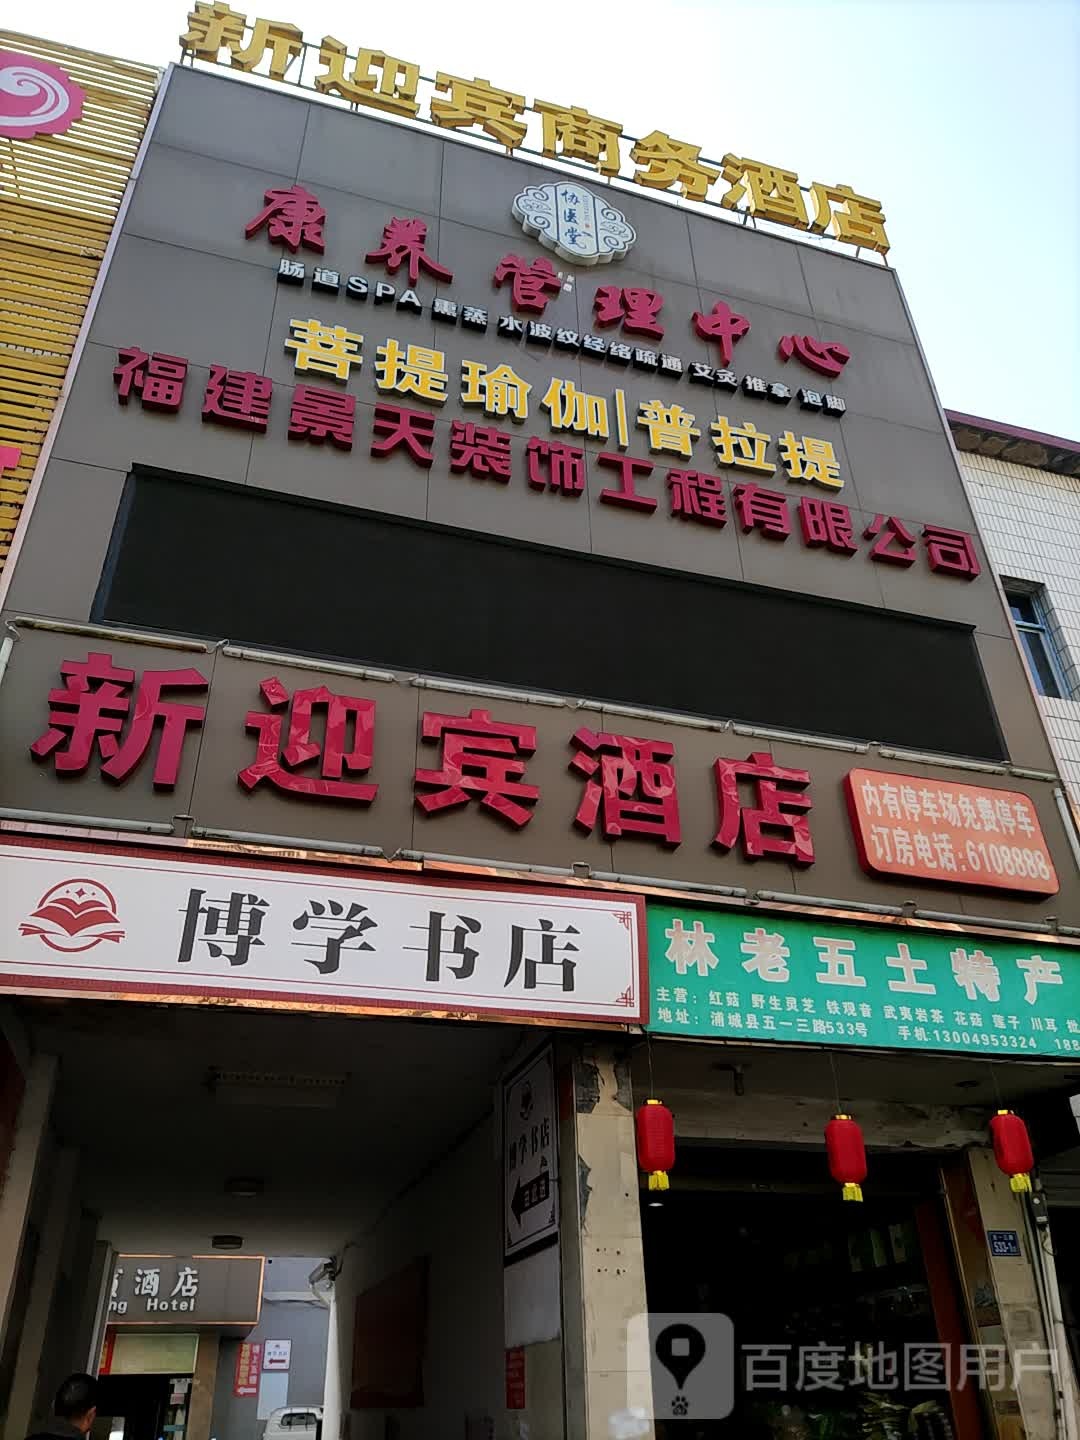 新迎宾商务酒店
协医堂
康养管理中心
肠道SPA 熏蒸 水波纹经络疏通 艾灸 推拿 泡脚
菩提瑜伽|普拉提
福建景天装饰工程有限公司
新迎宾酒店
内有停车场免费停车
订房电话:6108888
博学书店
林老五土特产
主营: 红菇 野生灵芝 铁观音 武夷岩茶 花菇 莲子 川耳
地址: 浦城县五一三路533号 手机:13004953324 188
博学书店
533-1
宾酒店
ng Hotel
百度地图用户